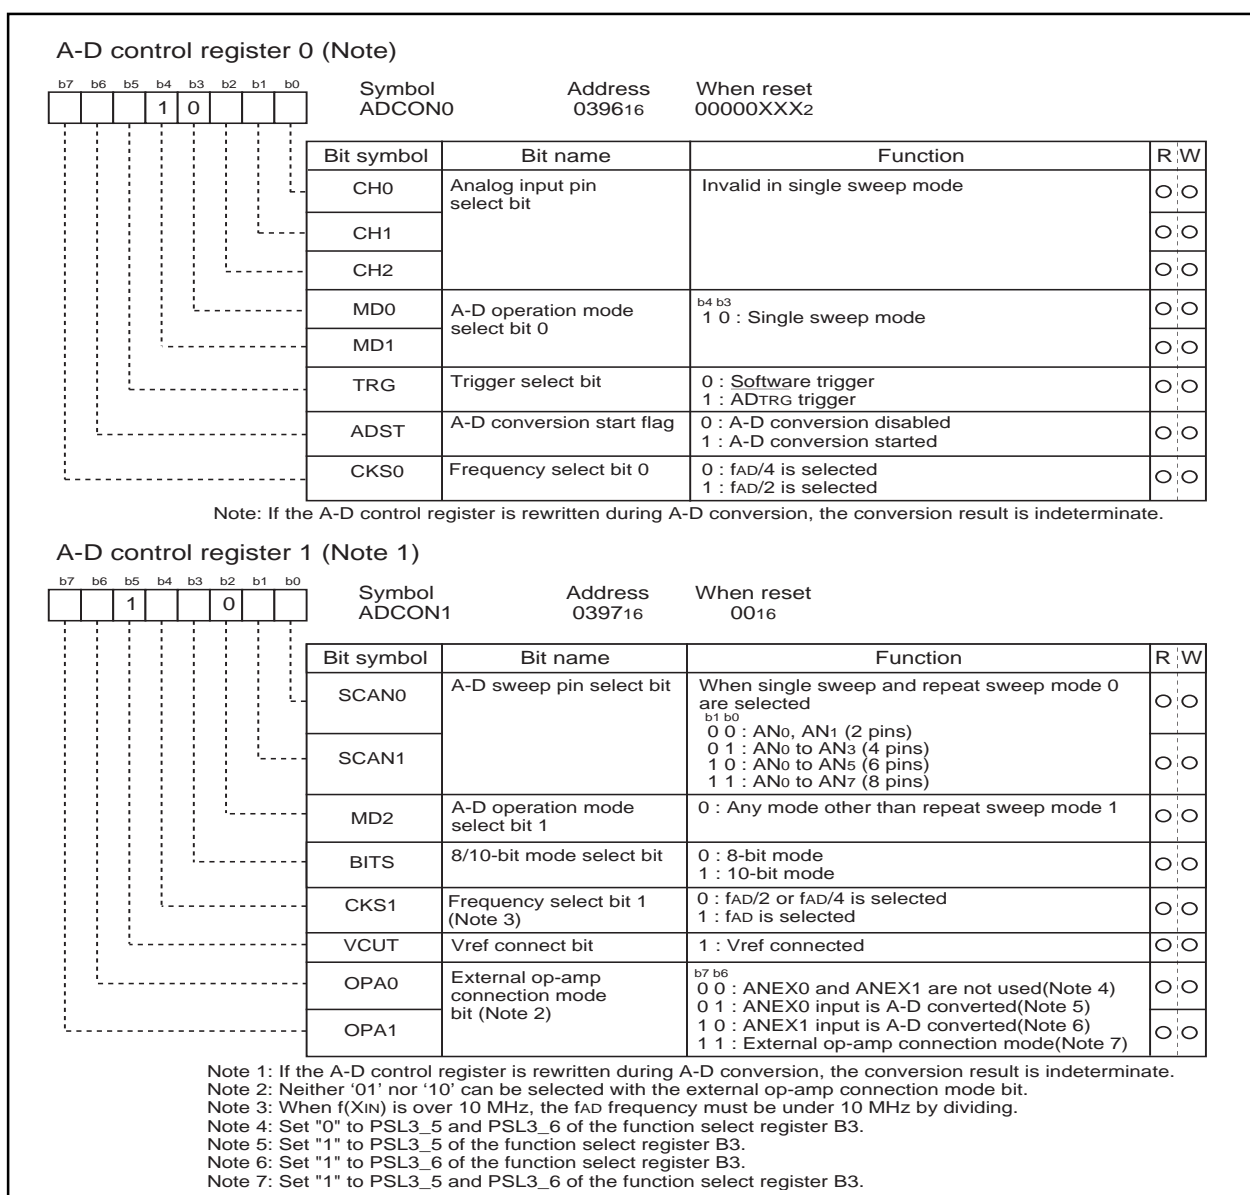 A-D control register 0 (Note)
b7 b6 b5 b4 b3 b2 b1 b0
1 0
Symbol Address When reset
ADCON0 039616 00000XXX2
Bit symbol Bit name Function R W
CH0 Analog input pin Invalid in single sweep mode
select bit
CH1
CH2
MD0 A-D operation mode
select bit 0
b4 b3
1 0 : Single sweep mode
MD1
TRG Trigger select bit 0 : Software trigger
1 : ADTRG trigger
ADST A-D conversion start flag 0 : A-D conversion disabled
1 : A-D conversion started
CKS0 Frequency select bit 0 0 : fAD/4 is selected
1 : fAD/2 is selected
Note: If the A-D control register is rewritten during A-D conversion, the conversion result is indeterminate.
A-D control register 1 (Note 1)
b7 b6 b5 b4 b3 b2 b1 b0
1 0
Symbol Address When reset
ADCON1 039716 0016
Bit symbol Bit name Function R W
SCAN0 A-D sweep pin select bit When single sweep and repeat sweep mode 0
are selected
b1 b0
0 0 : AN0, AN1 (2 pins)
0 1 : AN0 to AN3 (4 pins)
SCAN1 1 0 : AN0 to AN5 (6 pins)
1 1 : AN0 to AN7 (8 pins)
MD2 A-D operation mode
select bit 1
0 : Any mode other than repeat sweep mode 1
BITS 8/10-bit mode select bit 0 : 8-bit mode
1 : 10-bit mode
CKS1 Frequency select bit 1
(Note 3)
0 : fAD/2 or fAD/4 is selected
1 : fAD is selected
VCUT Vref connect bit 1 : Vref connected
OPA0 External op-amp
connection mode
bit (Note 2)
b7 b6
0 0 : ANEX0 and ANEX1 are not used(Note 4)
0 1 : ANEX0 input is A-D converted(Note 5)
OPA1 1 0 : ANEX1 input is A-D converted(Note 6)
1 1 : External op-amp connection mode(Note 7)
Note 1: If the A-D control register is rewritten during A-D conversion, the conversion result is indeterminate.
Note 2: Neither ‘01’ nor ‘10’ can be selected with the external op-amp connection mode bit.
Note 3: When f(XIN) is over 10 MHz, the fAD frequency must be under 10 MHz by dividing.
Note 4: Set "0" to PSL3_5 and PSL3_6 of the function select register B3.
Note 5: Set "1" to PSL3_5 of the function select register B3.
Note 6: Set "1" to PSL3_6 of the function select register B3.
Note 7: Set "1" to PSL3_5 and PSL3_6 of the function select register B3.